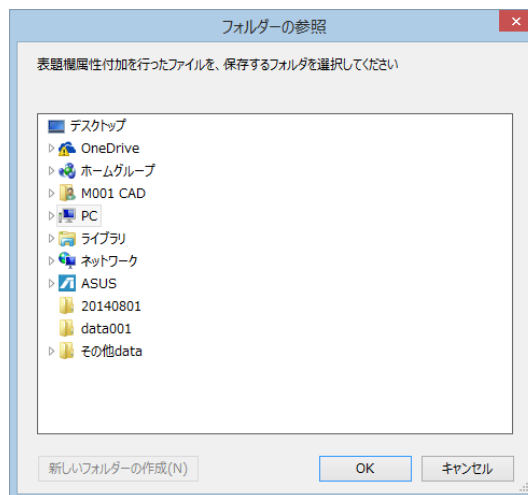 フォルダーの参照
表題欄属性付加を行ったファイルを、保存するフォルダを選択してください
デスクトップ
OneDrive
ホームグループ
M001 CAD
PC
ライブラリ
ネットワーク
ASUS
20140801
data001
その他data
新しいフォルダーの作成(N)
OK
キャンセル